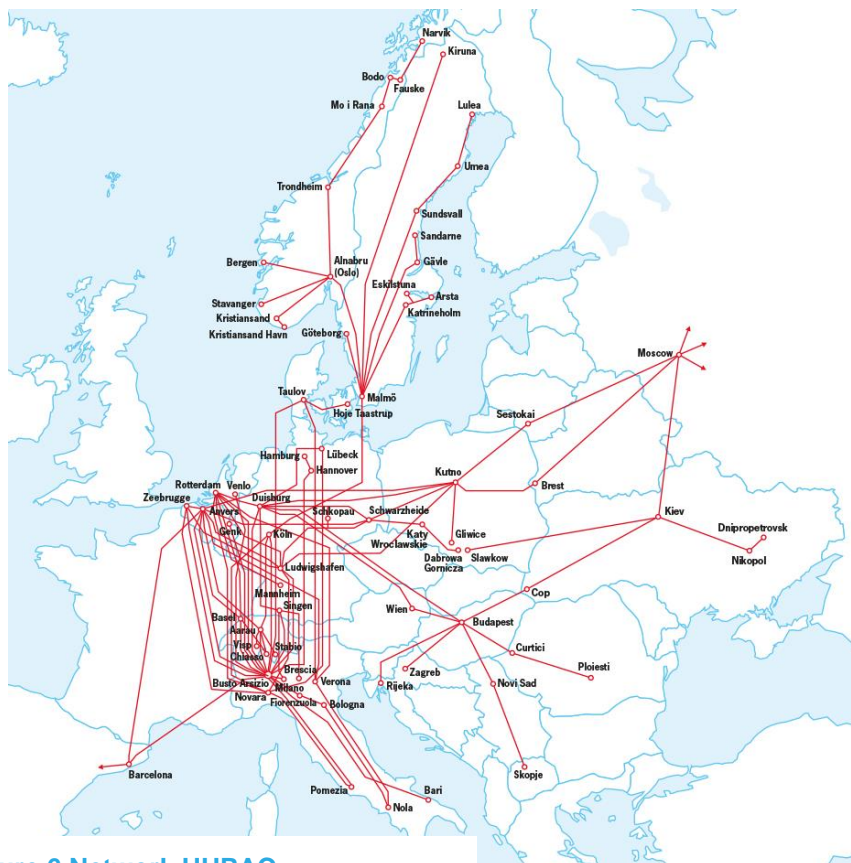 Narvik
Kiruna
Bodo
Fauske
Mo i Rana
Lulea
Umea
Trondheim
Sundsvall
Sandarne
Bergen
Alnabru
(Oslo)
Gävle
Eskilstuna
Arsta
Stavanger
Katrineholm
Kristiansand
Kristiansand Havn
Göteborg
Moscow
Taulov
Malmö
Hoje Taastrup
Sestokai
Hamburg
Lübeck
Hannover
Kutno
Rotterdam
Venlo
Brest
Zeebrugge
Duisburg
Anvers
Schkopau
Schwarzheide
Kiev
Genk
Köln
Katy
Wroclawskie
Gliwice
Dnipropetrovsk
Dabrowa
Gornicza
Slawkow
Nikopol
Ludwigshafen
Mannheim
Cop
Singen
Wien
Basel
Budapest
Aarau
Visp
Stabio
Chiasso
Curtici
Zagreb
Ploiesti
Brescia
Busto Arsizio
Milano
Verona
Rijeka
Novi Sad
Novara
Fiorenzuola
Bologna
Barcelona
Skopje
Pomezia
Bari
Nola